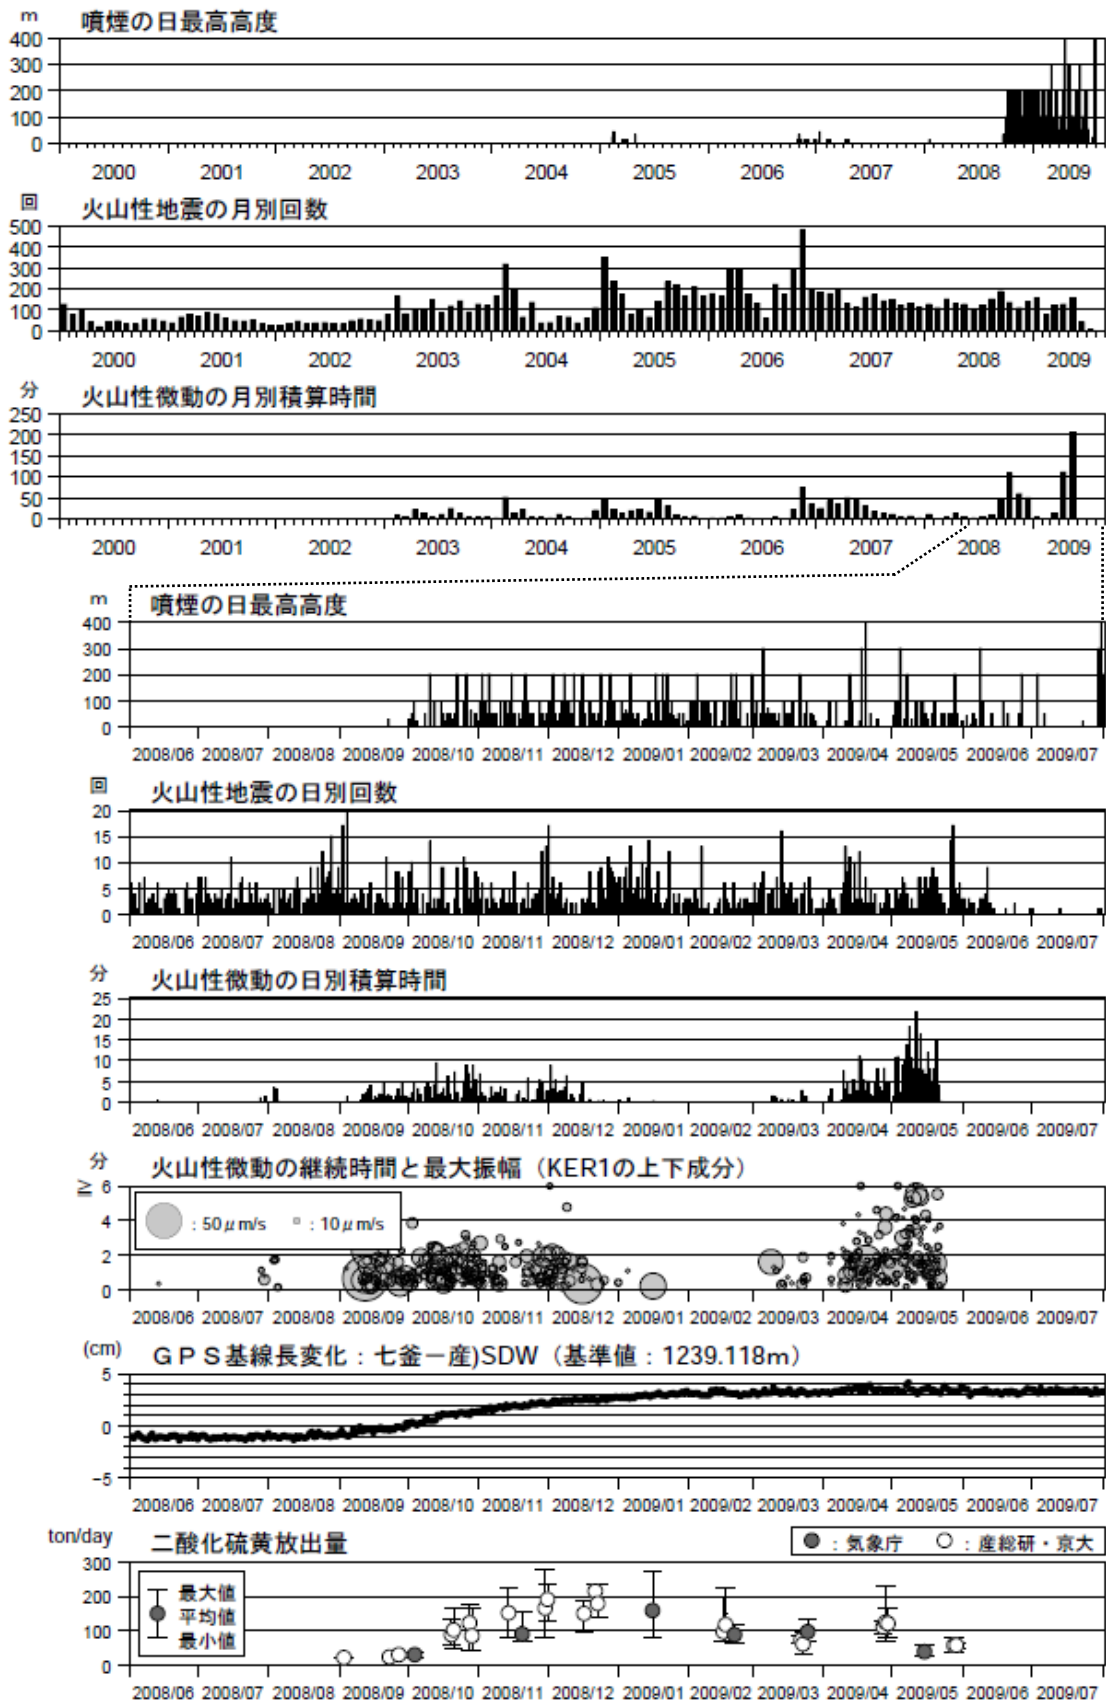 m 噴煙の日最高高度
400
300
200
100
0
2000 2001 2002 2003 2004 2005 2006 2007 2008 2009
回 火山性地震の月別回数
500
400
300
200
100
0
2000 2001 2002 2003 2004 2005 2006 2007 2008 2009
分 火山性微動の月別積算時間
250
200
150
100
50
0
2000 2001 2002 2003 2004 2005 2006 2007 2008 2009
m 噴煙の日最高高度
400
300
200
100
0
2008/06 2008/07 2008/08 2008/09 2008/10 2008/11 2008/12 2009/01 2009/02 2009/03 2009/04 2009/05 2009/06 2009/07
回 火山性地震の日別回数
20
15
10
5
0
2008/06 2008/07 2008/08 2008/09 2008/10 2008/11 2008/12 2009/01 2009/02 2009/03 2009/04 2009/05 2009/06 2009/07
分 火山性微動の日別積算時間
25
20
15
10
5
0
2008/06 2008/07 2008/08 2008/09 2008/10 2008/11 2008/12 2009/01 2009/02 2009/03 2009/04 2009/05 2009/06 2009/07
分 火山性微動の継続時間と最大振幅（KER1の上下成分）
≧ 6
: 50μm/s : 10μm/s
4
2
0
2008/06 2008/07 2008/08 2008/09 2008/10 2008/11 2008/12 2009/01 2009/02 2009/03 2009/04 2009/05 2009/06 2009/07
(cm) ＧＰＳ基線長変化：七釜－産)SDW（基準値：1239.118m）
5
0
-5
2008/06 2008/07 2008/08 2008/09 2008/10 2008/11 2008/12 2009/01 2009/02 2009/03 2009/04 2009/05 2009/06 2009/07
ton/day 二酸化硫黄放出量 ：気象庁 ：産総研・京大
300
最大値
200
平均値
100
最小値
0
2008/06 2008/07 2008/08 2008/09 2008/10 2008/11 2008/12 2009/01 2009/02 2009/03 2009/04 2009/05 2009/06 2009/07